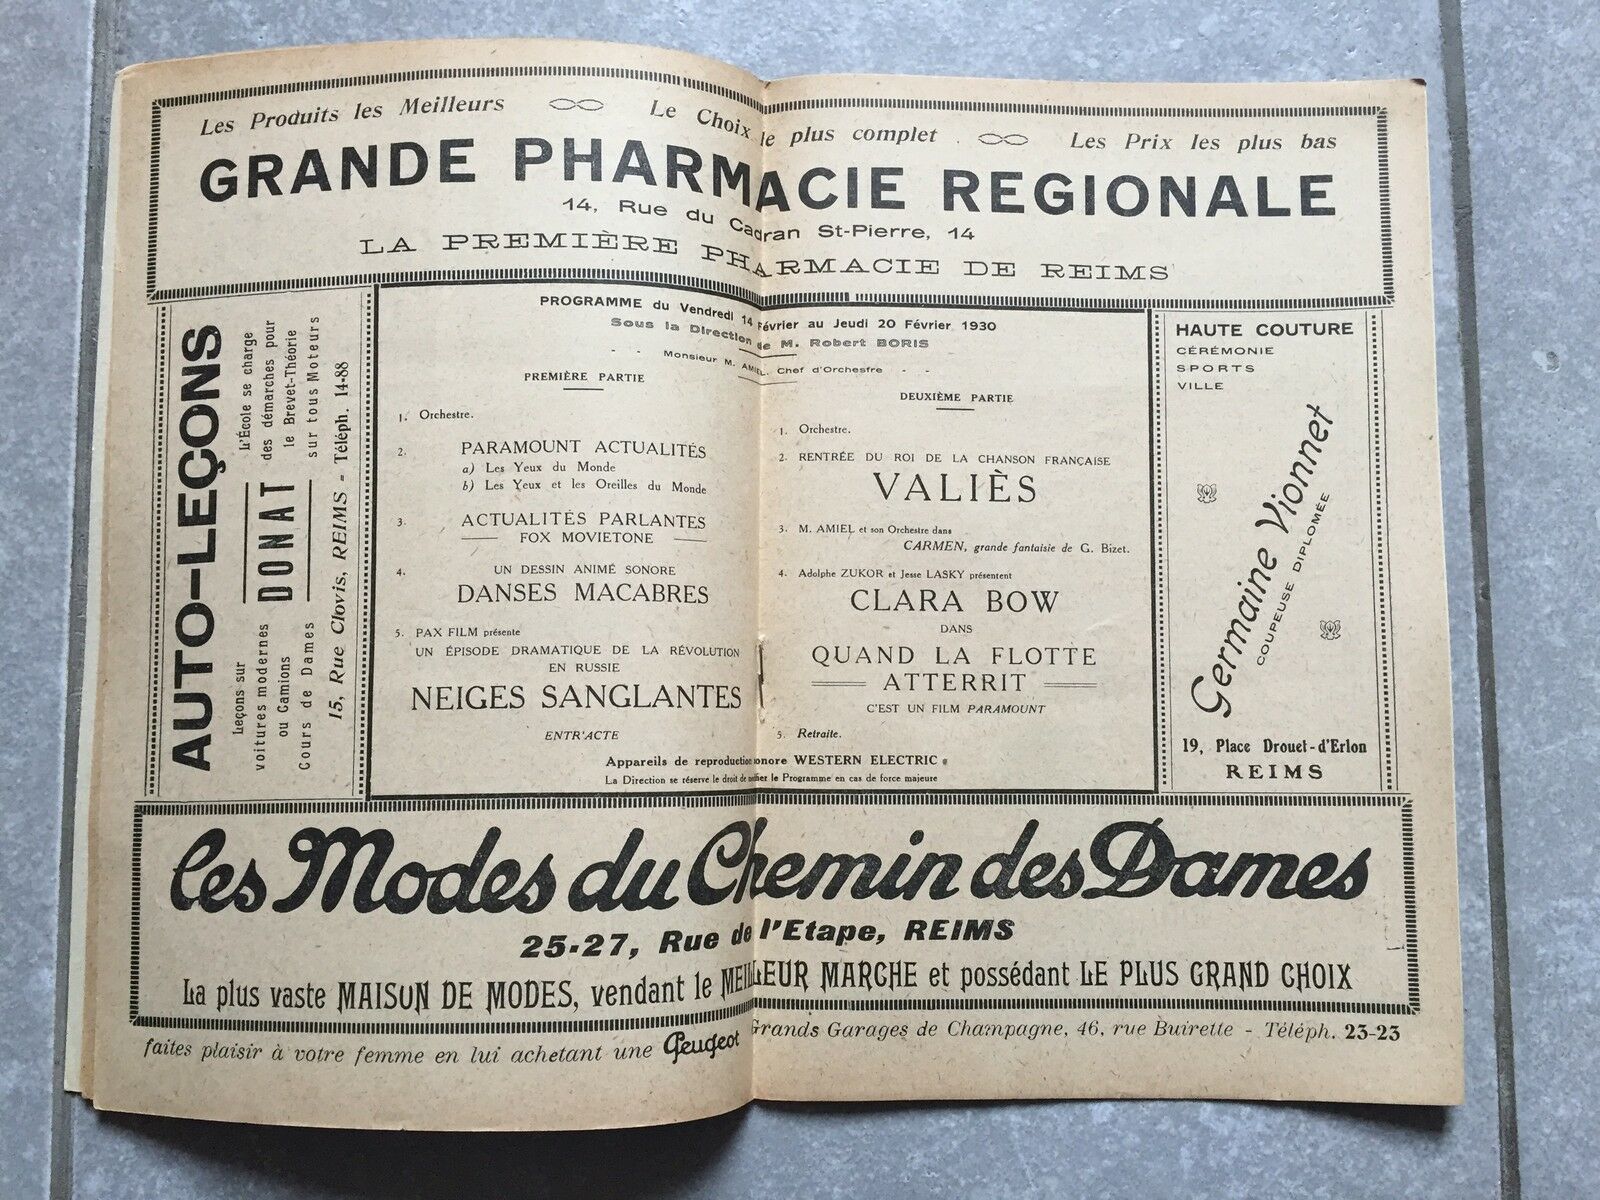 Les Produits les Meilleurs Le Choix le plus complet . Les Prix les plus bas
GRANDE PHARMACIE REGIONALE
14, Rue du Cadran St-Pierre, 14
LA PREMIÈRE PHARMACIE DE REIMS
AUTO-LEÇONS
L'École se charge
des démarches pour
le Brevet-Théorie
sur tous Moteurs
DONAT
Leçons sur
voitures modernes
ou Camions
Cours de Dames
15, Rue Clovis, REIMS - Téléph. 14-88
PROGRAMME du Vendredi 14 Février au Jeudi 20 Février 1930
Sous la Direction de M. Robert BORIS
- - Monsieur M. AMIEL, Chef d'Orchestre - -
PREMIÈRE PARTIE
1. Orchestre.
2. PARAMOUNT ACTUALITÉS
a) Les Yeux du Monde
b) Les Yeux et les Oreilles du Monde
3. ACTUALITÉS PARLANTES
FOX MOVIETONE
4. UN DESSIN ANIMÉ SONORE
DANSES MACABRES
5. PAX FILM présente
UN ÉPISODE DRAMATIQUE DE LA RÉVOLUTION
EN RUSSIE
NEIGES SANGLANTES
ENTR'ACTE
DEUXIÈME PARTIE
1. Orchestre.
2. RENTRÉE DU ROI DE LA CHANSON FRANÇAISE
VALIÈS
3. M. AMIEL et son Orchestre dans
CARMEN, grande fantaisie de G. Bizet.
4. Adolphe ZUKOR et Jesse LASKY présentent
CLARA BOW
DANS
QUAND LA FLOTTE
ATTERRIT
C'EST UN FILM PARAMOUNT
5. Retraite.
Appareils de reproduction sonore WESTERN ELECTRIC
La Direction se réserve le droit de modifier le Programme en cas de force majeure
HAUTE COUTURE
CÉRÉMONIE
SPORTS
VILLE
Germaine Vionnet
COUPEUSE DIPLOMÉE
19, Place Drouet-d'Erlon
REIMS
Les Modes du Chemin des Dames
25-27, Rue de l'Etape, REIMS
La plus vaste MAISON DE MODES, vendant le MEILLEUR MARCHE et possédant LE PLUS GRAND CHOIX
faites plaisir à votre femme en lui achetant une Peugeot Grands Garages de Champagne, 46, rue Buirette - Téléph. 23-23